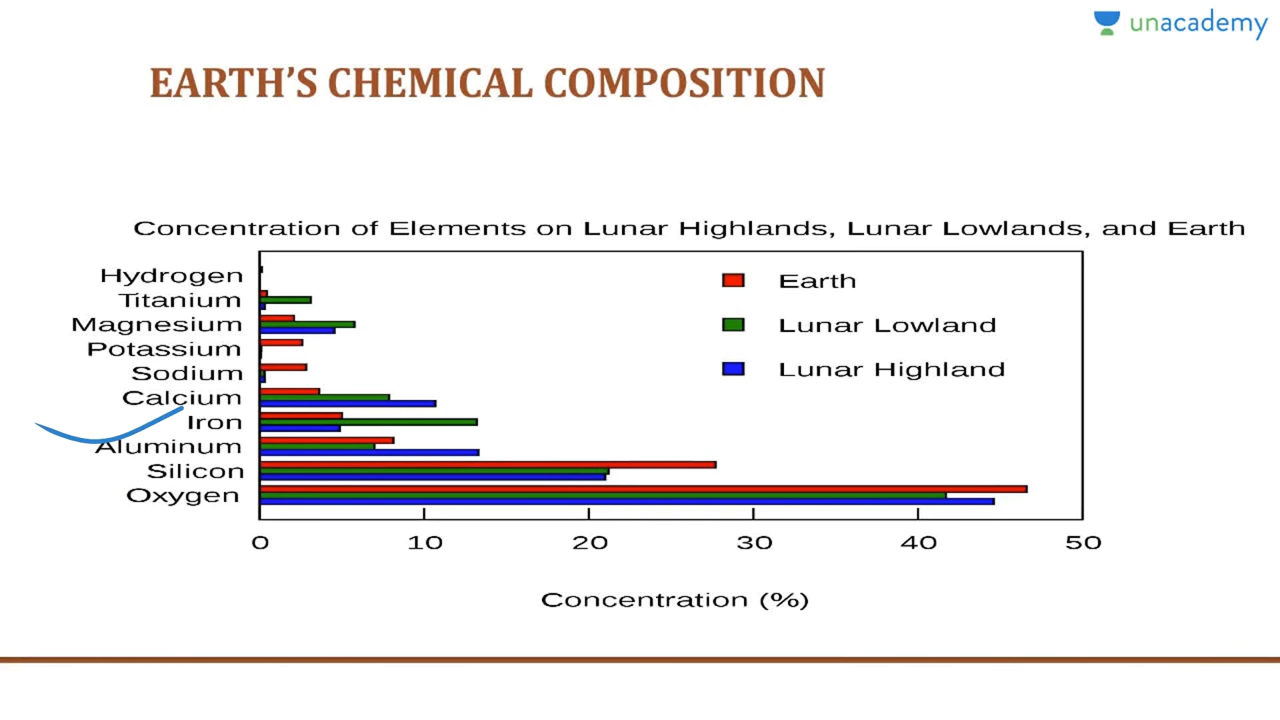 unacademy
EARTH’S CHEMICAL COMPOSITION
Concentration of Elements on Lunar Highlands, Lunar Lowlands, and Earth
Hydrogen
Titanium
Magnesium
Potassium
Sodium
Calcium
Iron
Aluminum
Silicon
Oxygen
Earth
Lunar Lowland
Lunar Highland
0 10 20 30 40 50
Concentration (%)